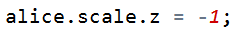 alice.scale.z = -1;